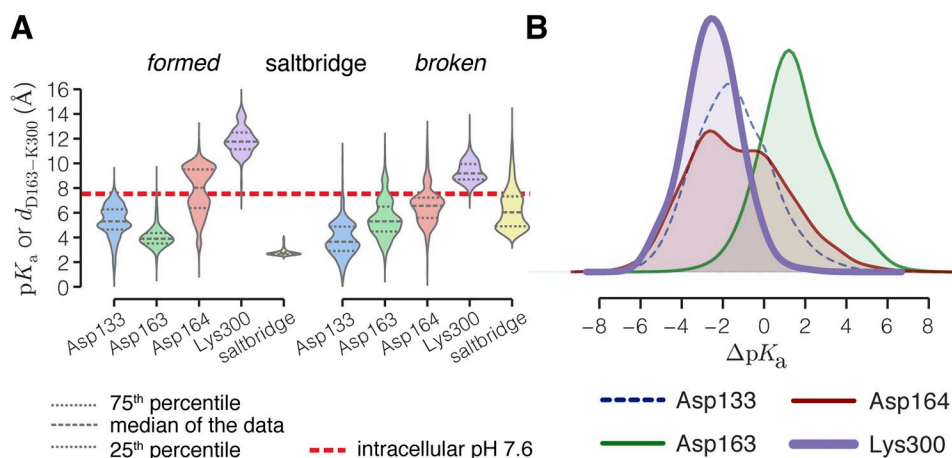 A
B
formed saltbridge broken
pKa or dD163–K300 (Å)
16
14
12
10
8
6
4
2
0
Asp133
Asp163
Asp164
Lys300
saltbridge
Asp133
Asp163
Asp164
Lys300
saltbridge
75th percentile
median of the data
25th percentile
intracellular pH 7.6
−8 −6 −4 −2 0 2 4 6 8
ΔpKa
Asp133
Asp164
Asp163
Lys300